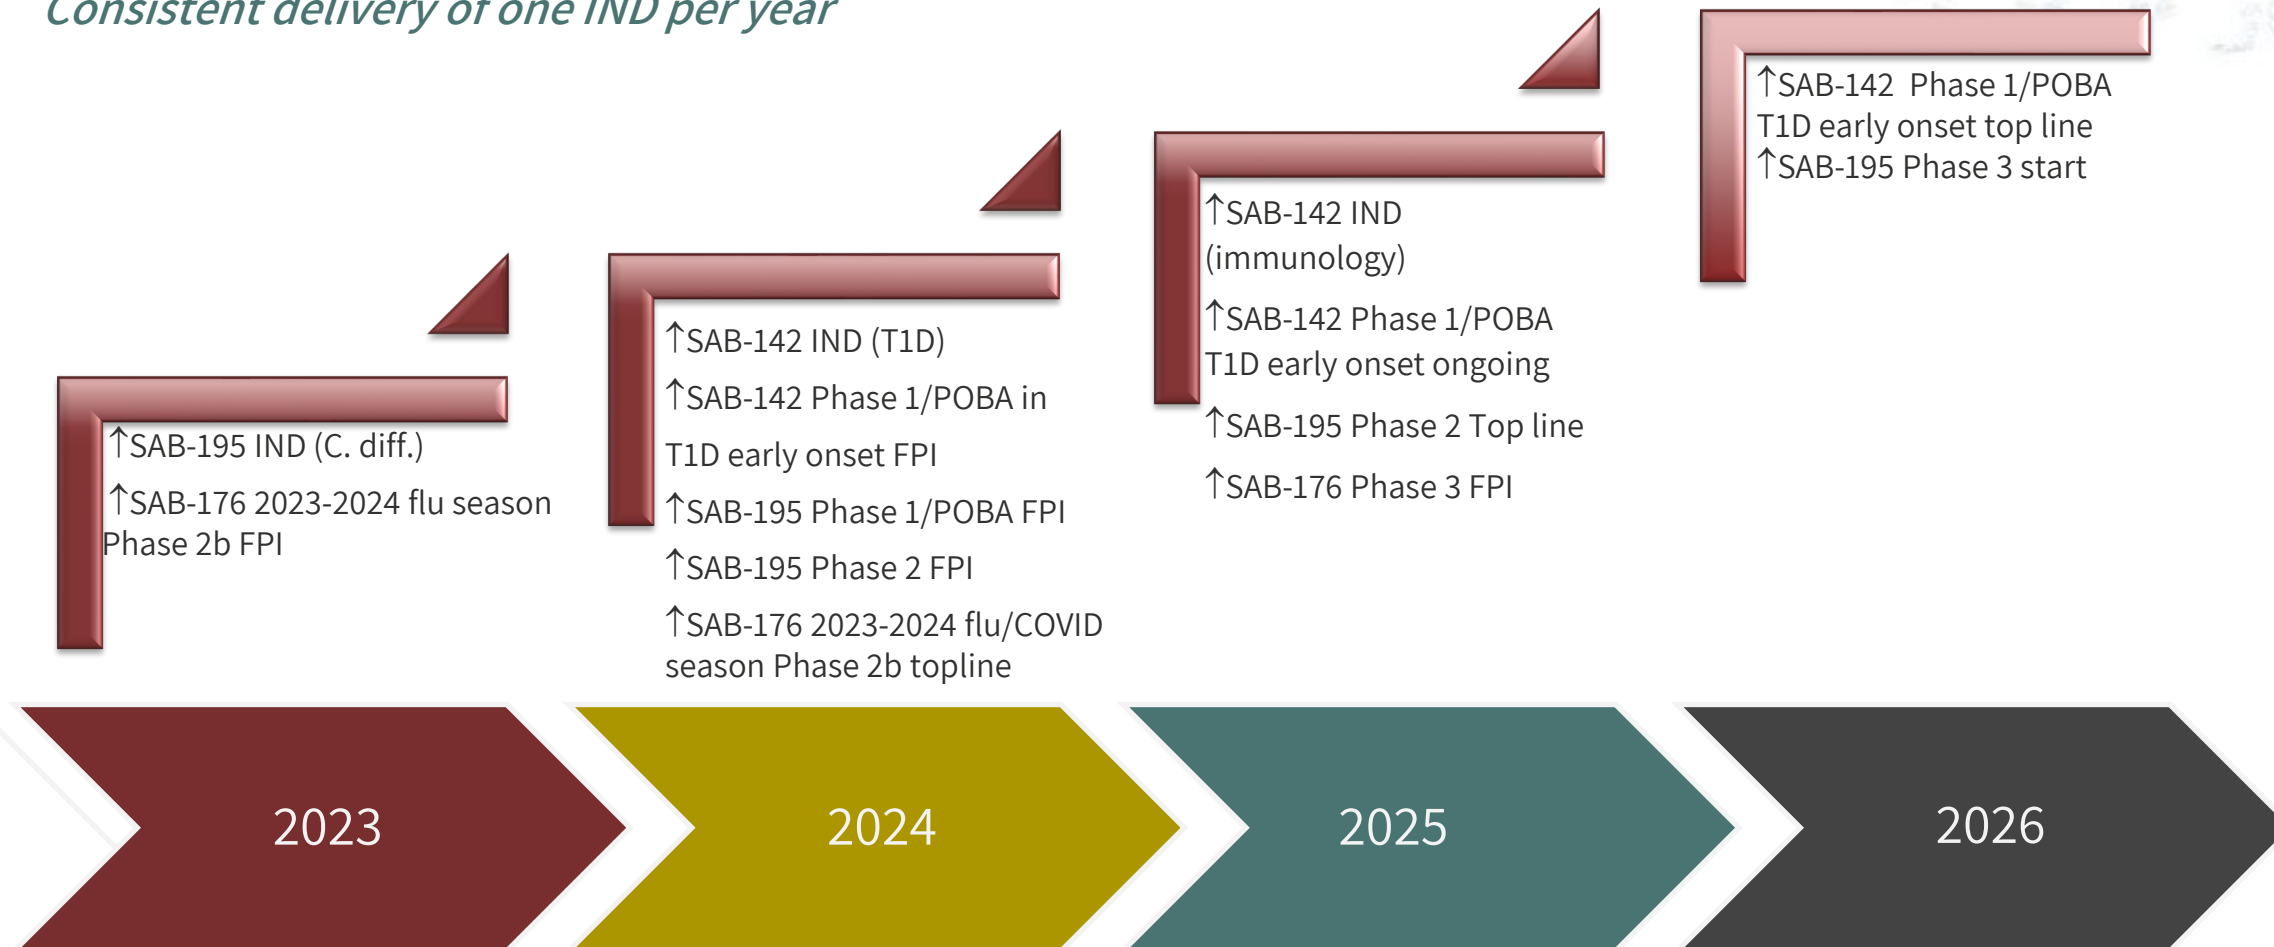 Consistent delivery of one IND per year
↑SAB-195 IND (C. diff.)
↑SAB-176 2023-2024 flu season
Phase 2b FPI
↑SAB-142 IND (T1D)
↑SAB-142 Phase 1/POBA in
T1D early onset FPI
↑SAB-195 Phase 1/POBA FPI
↑SAB-195 Phase 2 FPI
↑SAB-176 2023-2024 flu/COVID
season Phase 2b topline
↑SAB-142 IND
(immunology)
↑SAB-142 Phase 1/POBA
T1D early onset ongoing
↑SAB-195 Phase 2 Top line
↑SAB-176 Phase 3 FPI
↑SAB-142 Phase 1/POBA
T1D early onset top line
↑SAB-195 Phase 3 start
2023
2024
2025
2026